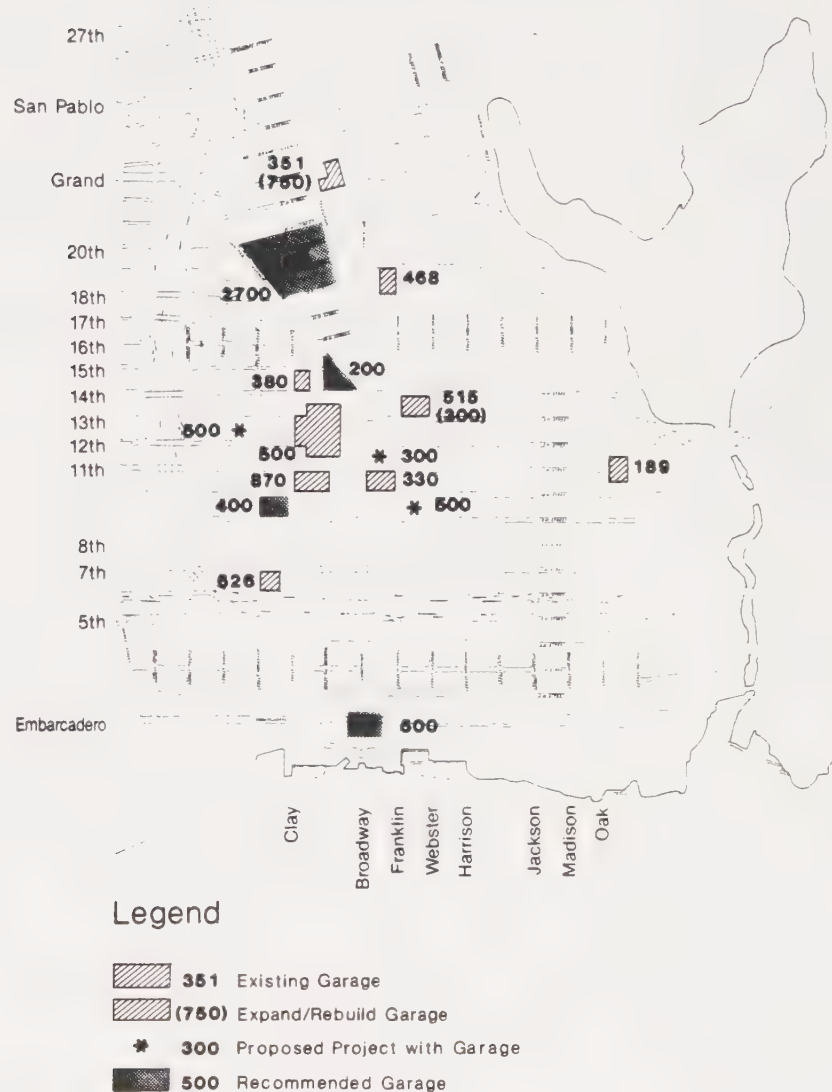 27th
San Pablo
351
Grand
(750)
20th
468
18th
2700
17th
16th
15th
200
380
14th
515
(300)
13th
500
12th
500
300
11th
870
330
189
400
500
8th
7th
526
5th
Embarcadero
500
Clay
Broadway
Franklin
Webster
Harrison
Jackson
Madison
Oak
Legend
351 Existing Garage
(750) Expand/Rebuild Garage
* 300 Proposed Project with Garage
500 Recommended Garage